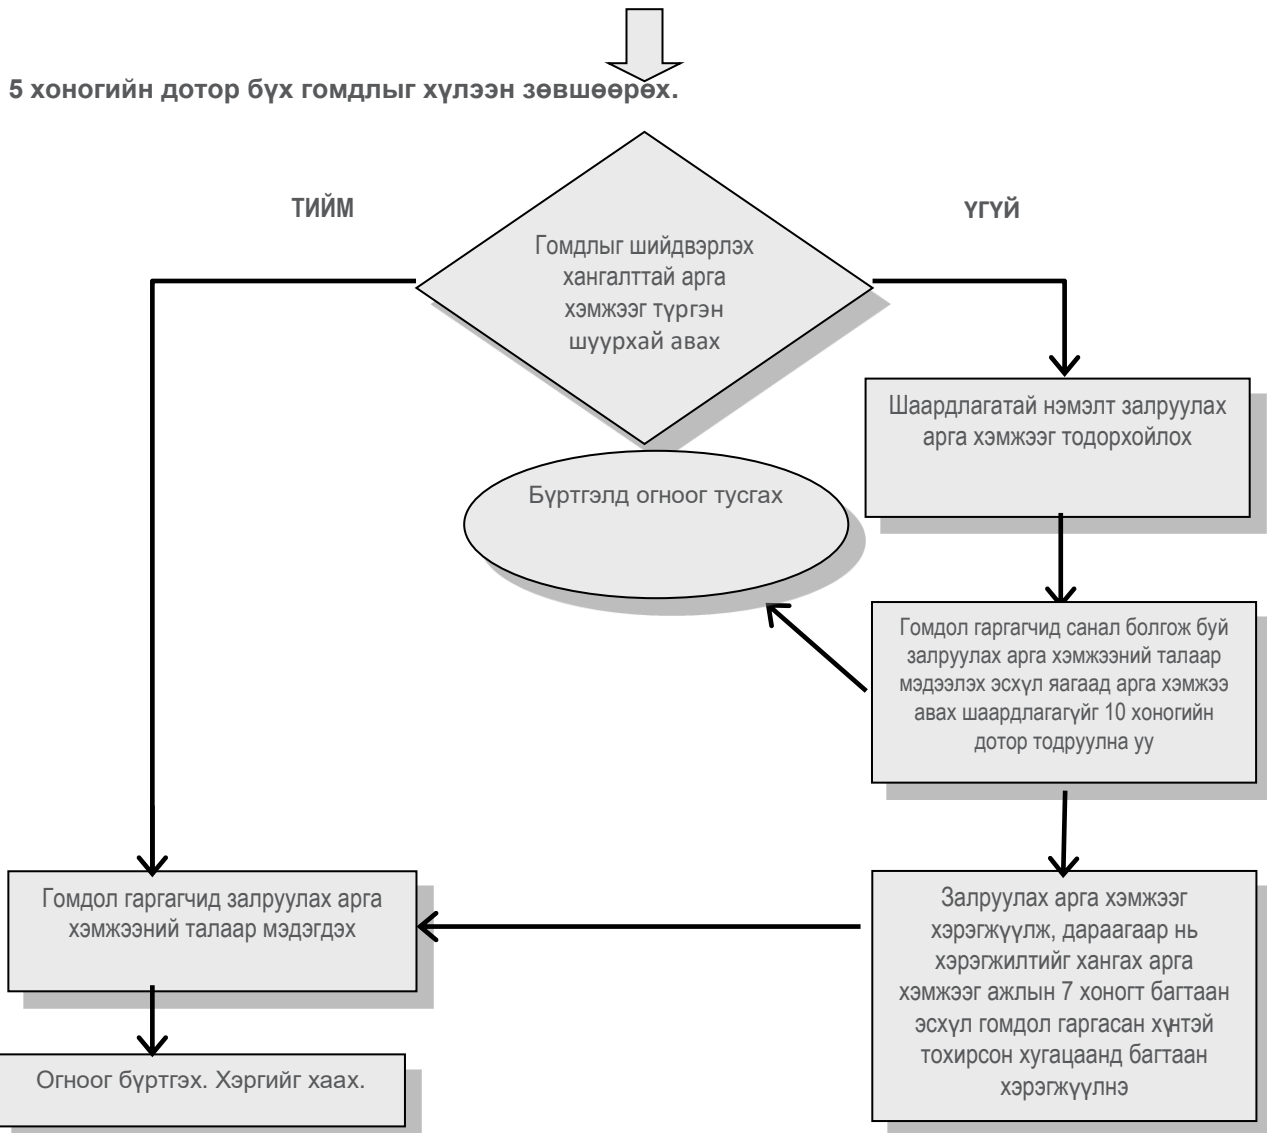 5 хоногийн дотор бүх гомдлыг хүлээн зөвшөөрөх.
ТИЙМ
ҮГҮЙ
Гомдлыг шийдвэрлэх
хангалттай арга
хэмжээг түргэн
шуурхай авах
Шаардлагатай нэмэлт залруулах
арга хэмжээг тодорхойлох
Бүртгэлд огноог тусгах
Гомдол гаргагчид санал болгож буй
залруулах арга хэмжээний талаар
мэдээлэх эсхүл яагаад арга хэмжээ
авах шаардлагагүйг 10 хоногийн
дотор тодруулна уу
Гомдол гаргагчид залруулах арга
хэмжээний талаар мэдэгдэх
Залруулах арга хэмжээг
хэрэгжүүлж, дараагаар нь
хэрэгжилтийг хангах арга
хэмжээг ажлын 7 хоногт багтаан
эсхүл гомдол гаргасан хүнтэй
тохирсон хугацаанд багтаан
хэрэгжүүлнэ
Огноог бүртгэх. Хэргийг хаах.